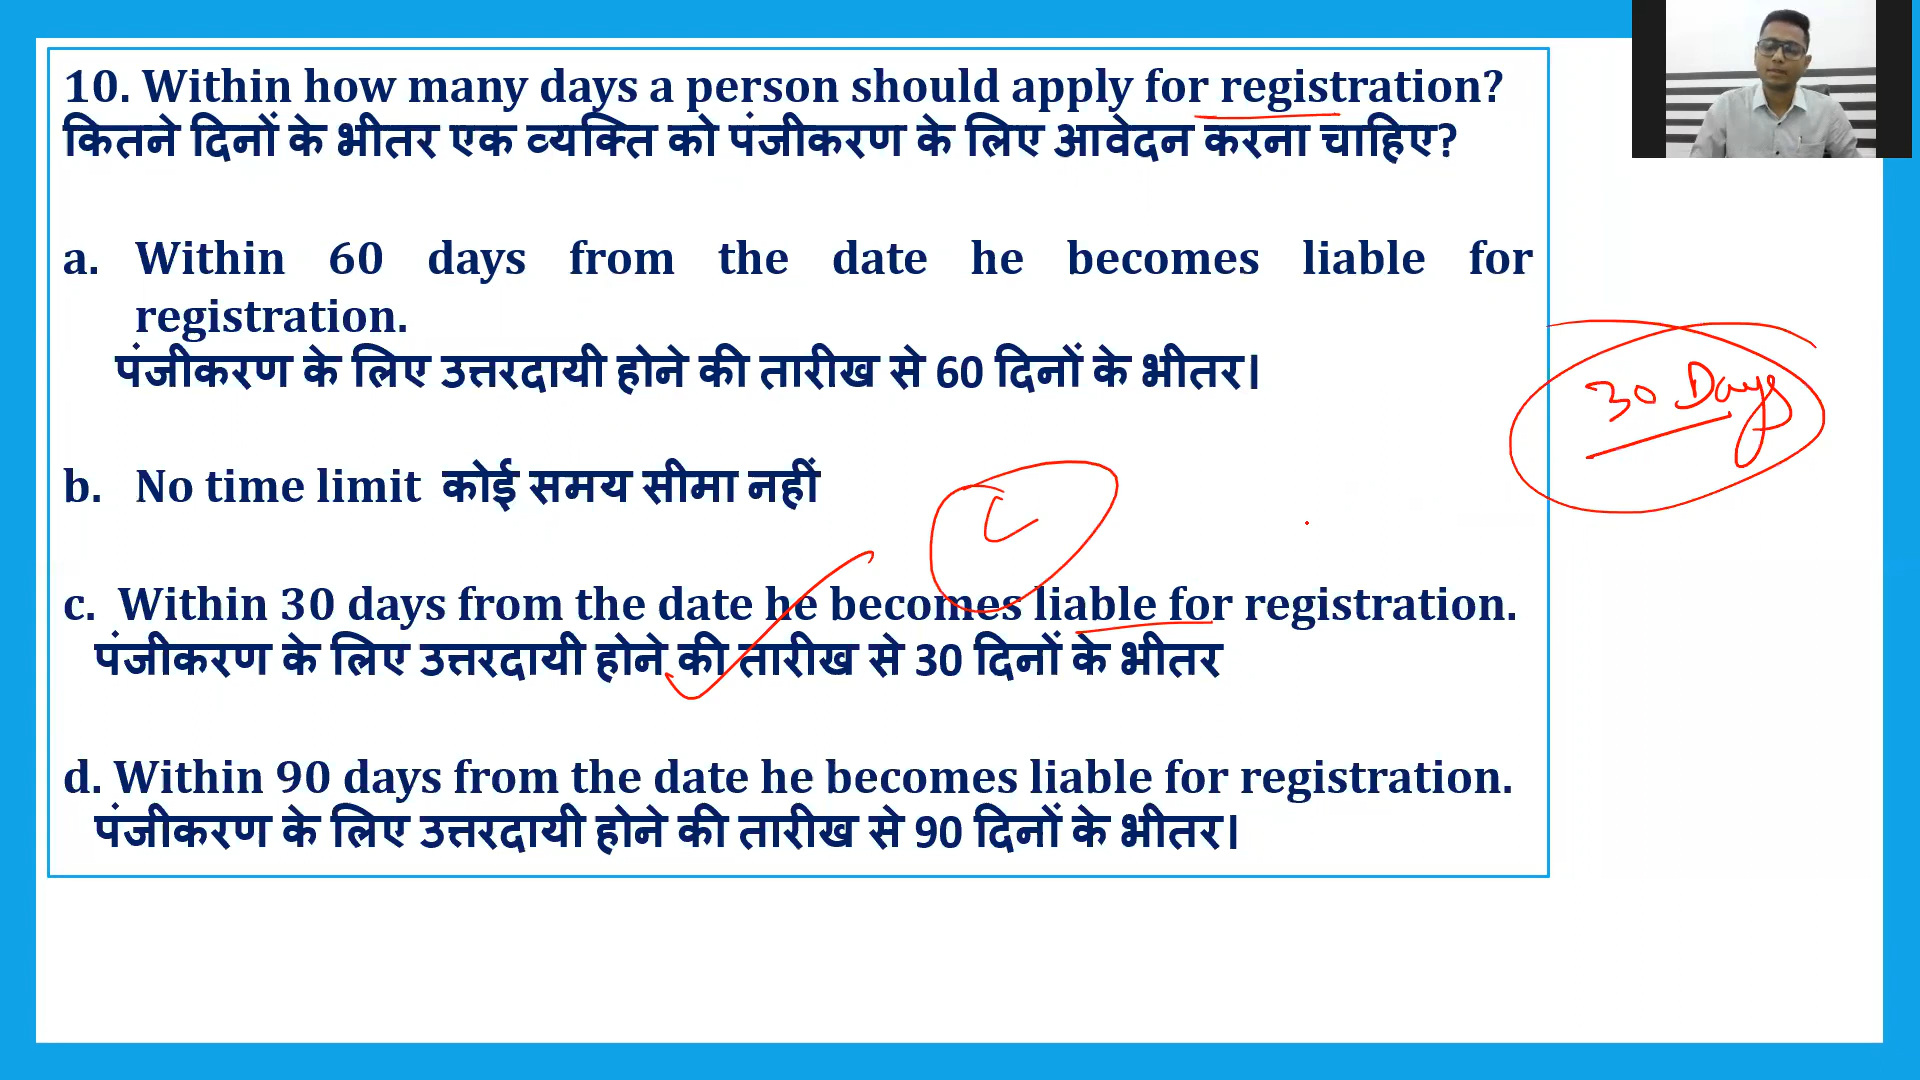 10. Within how many days a person should apply for registration?
कितने दिनों के भीतर एक व्यक्ति को पंजीकरण के लिए आवेदन करना चाहिए?
a. Within 60 days from the date he becomes liable for
registration.
पंजीकरण के लिए उत्तरदायी होने की तारीख से 60 दिनों के भीतर।
30 Days
b. No time limit कोई समय सीमा नहीं
C
c. Within 30 days from the date he becomes liable for registration.
पंजीकरण के लिए उत्तरदायी होने की तारीख से 30 दिनों के भीतर
d. Within 90 days from the date he becomes liable for registration.
पंजीकरण के लिए उत्तरदायी होने की तारीख से 90 दिनों के भीतर।